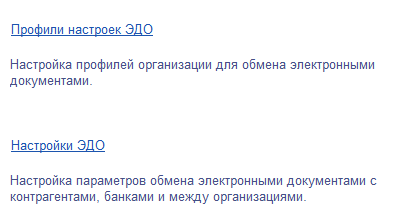 Профили настроек ЭДО
Настройка профилей организации для обмена электронными
документами.
Настройки ЭДО
Настройка параметров обмена электронными документами с
контрагентами, банками и между организациями.